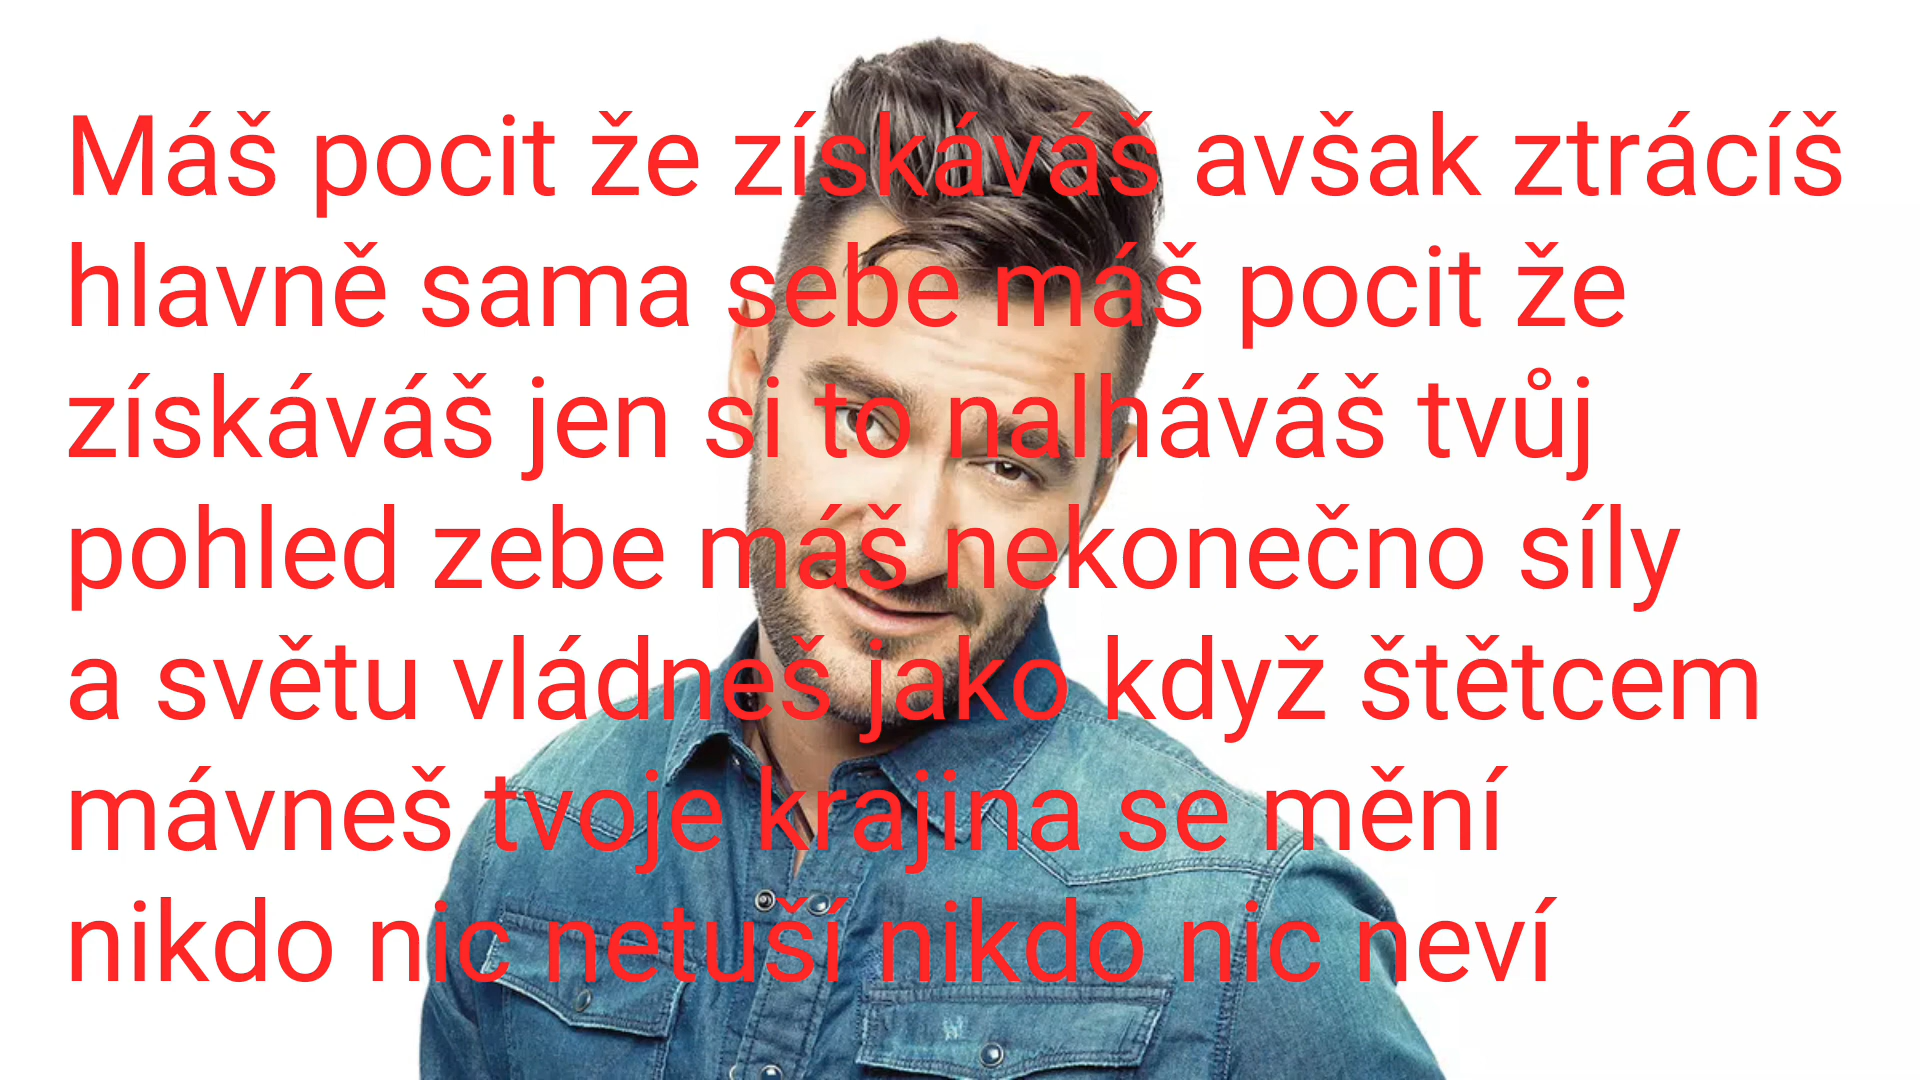 Máš pocit že získáváš avšak ztrácíš
hlavně sama sebe máš pocit že
získáváš jen si to nalháváš tvůj
pohled zebe máš nekonečno síly
a světu vládneš jako když štětcem
mávneš tvoje krajina se mění
nikdo nic netuší nikdo nic neví